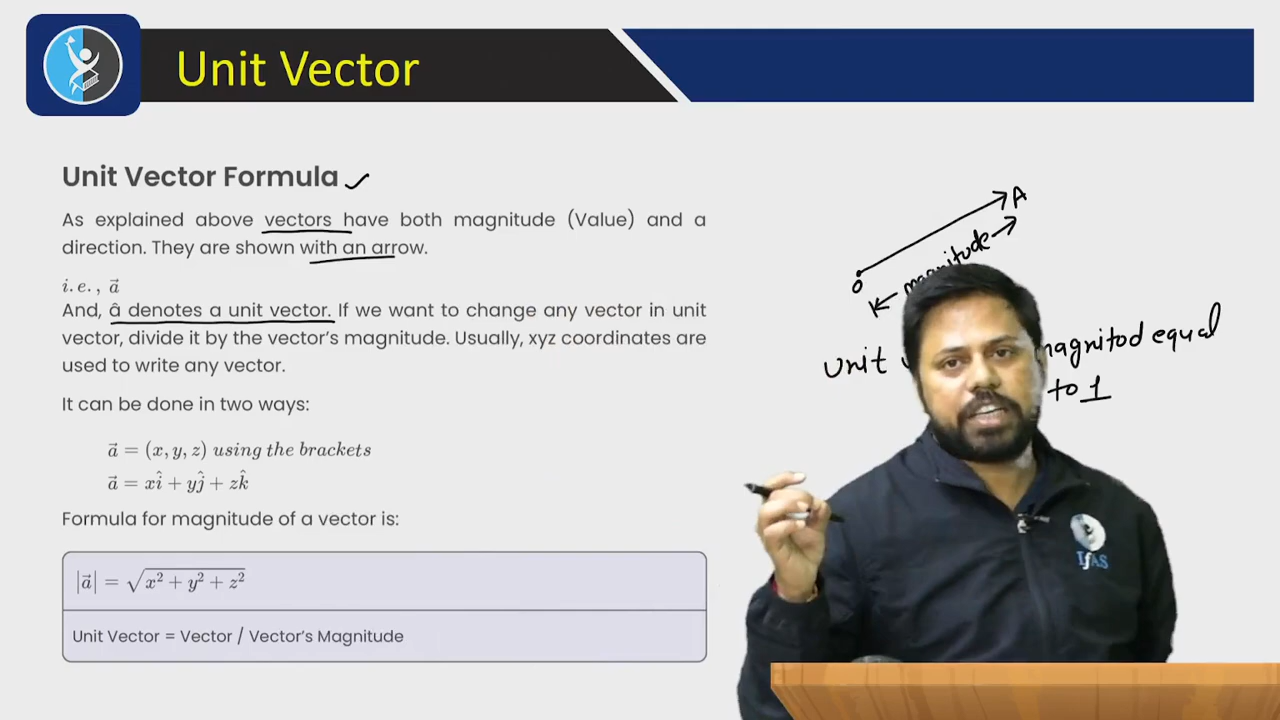 Unit Vector
Unit Vector Formula
As explained above vectors have both magnitude (Value) and a
direction. They are shown with an arrow.
i.e., a⃗
And, â denotes a unit vector. If we want to change any vector in unit
vector, divide it by the vector's magnitude. Usually, xyz coordinates are
used to write any vector.
It can be done in two ways:
a⃗ = (x, y, z) using the brackets
a⃗ = xî + yĵ + zk̂
Formula for magnitude of a vector is:
|a⃗| = √x² + y² + z²
Unit Vector = Vector / Vector's Magnitude
A
magnitude
O
unit magnitod equal
to 1
IfAS